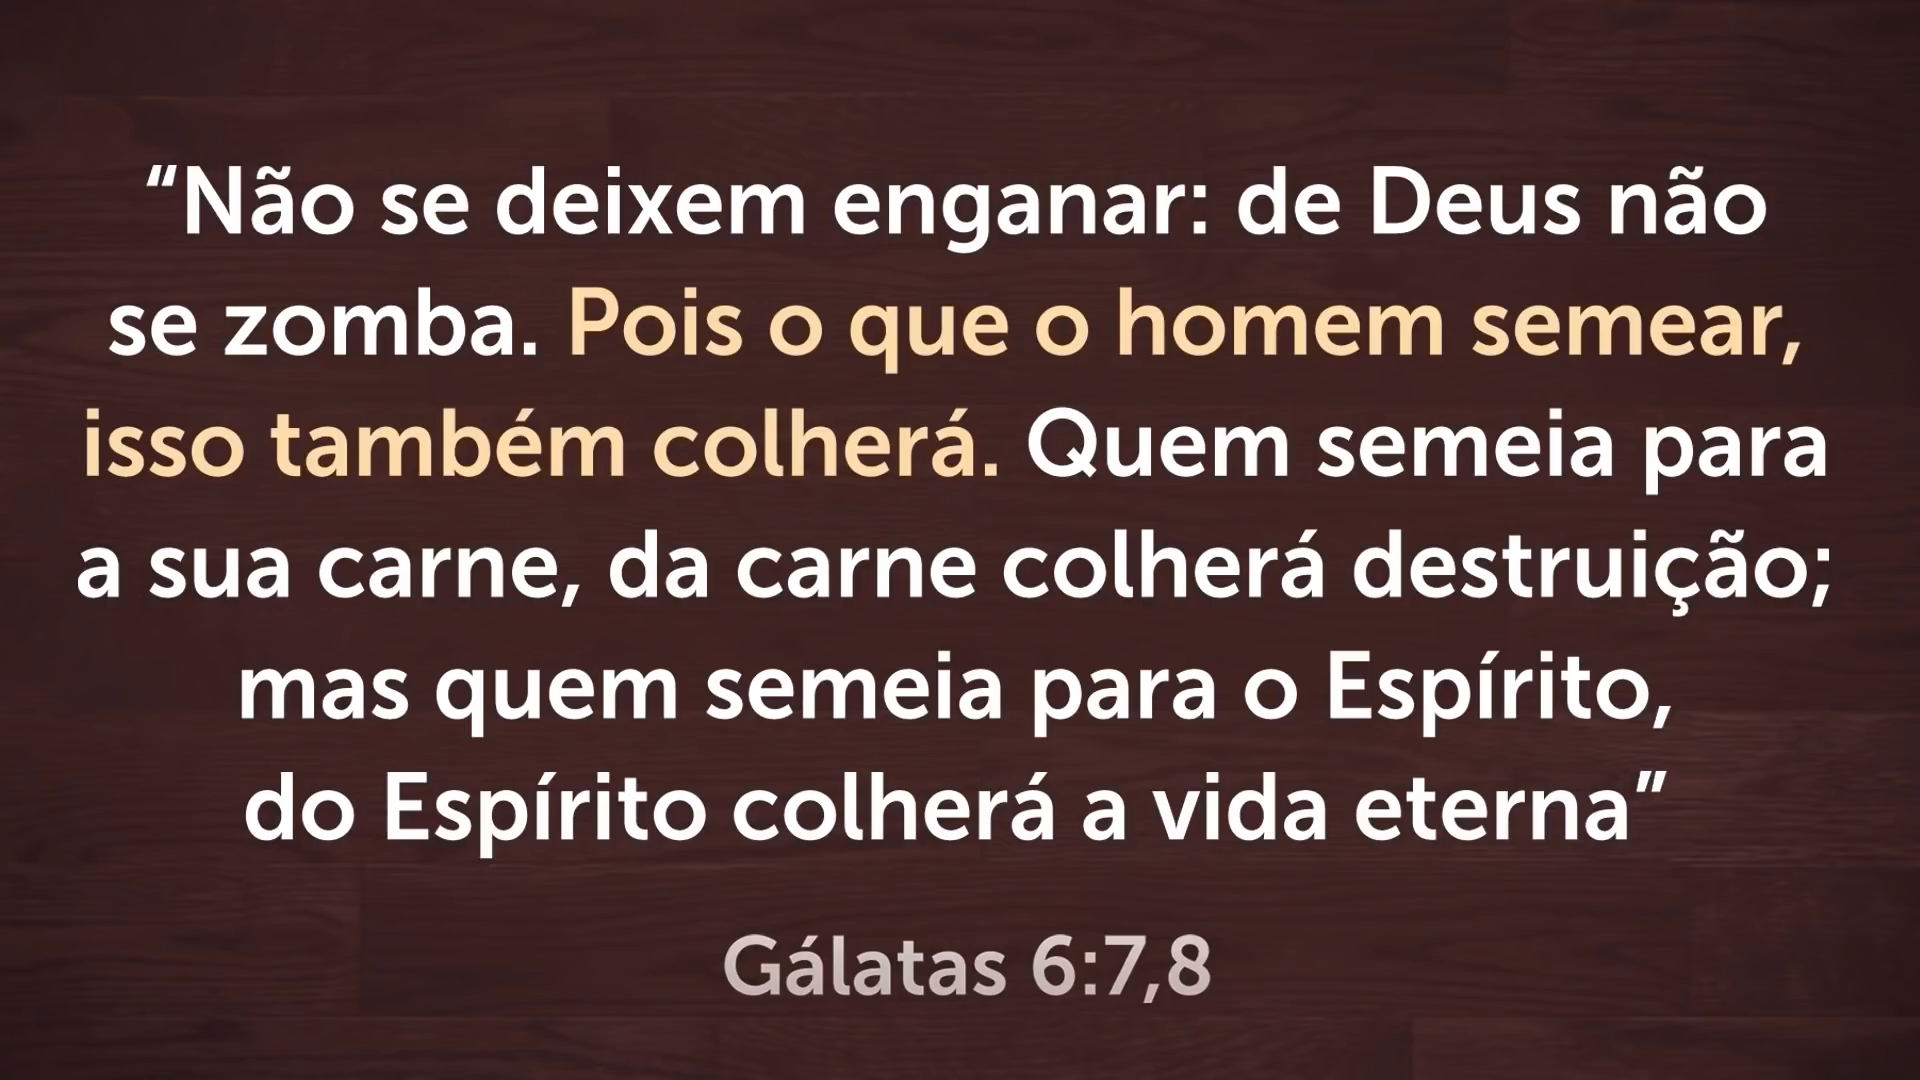 “Não se deixem enganar: de Deus não
se zomba. Pois o que o homem semear,
isso também colherá. Quem semeia para
a sua carne, da carne colherá destruição;
mas quem semeia para o Espírito,
do Espírito colherá a vida eterna”
Gálatas 6:7,8